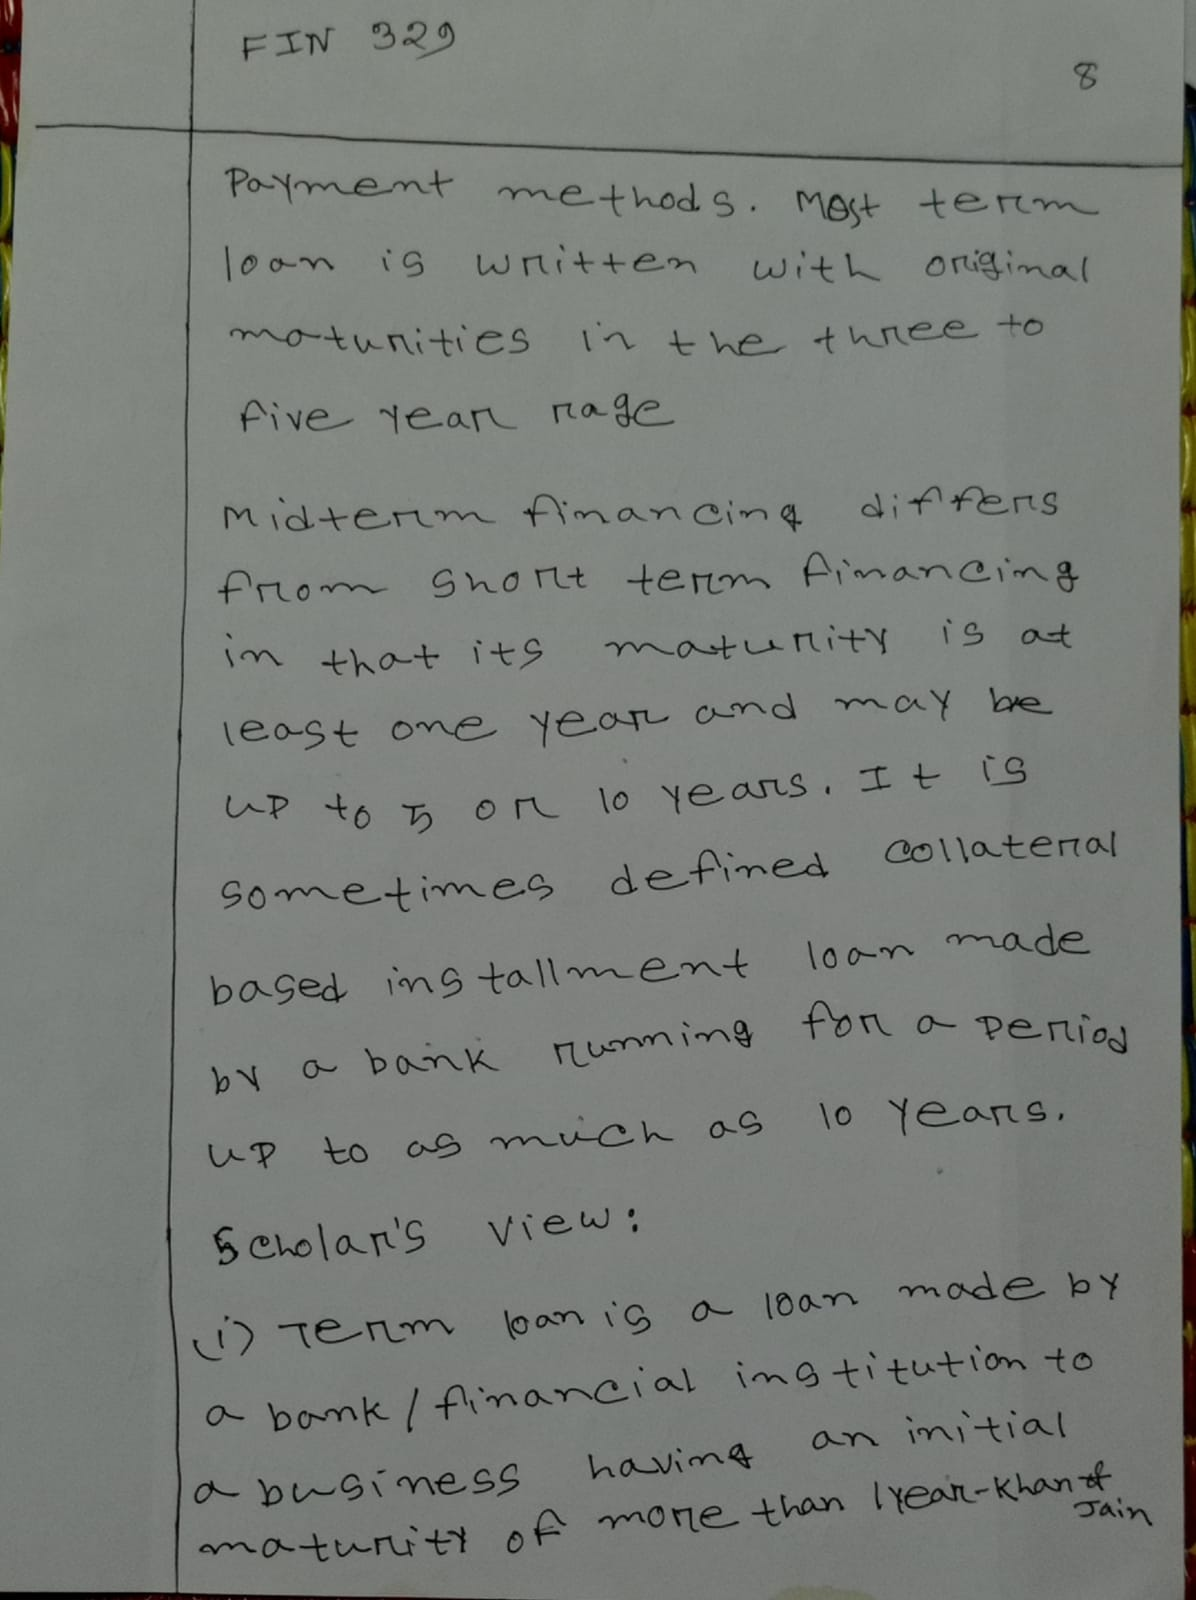 FIN 329
8
Payment methods. Most term
loan is written with original
maturities in the three to
five year rage
Midterm financing differs
from short term financing
in that its maturity is at
least one year and may be
up to 5 or 10 years. It is
sometimes defined collateral
based installment loan made
by a bank running for a period
up to as much as 10 years.
Scholar's view:
(i) Term loan is a loan made by
a bank / financial institution to
a business having an initial
maturity of more than 1 year - Khan &
Jain